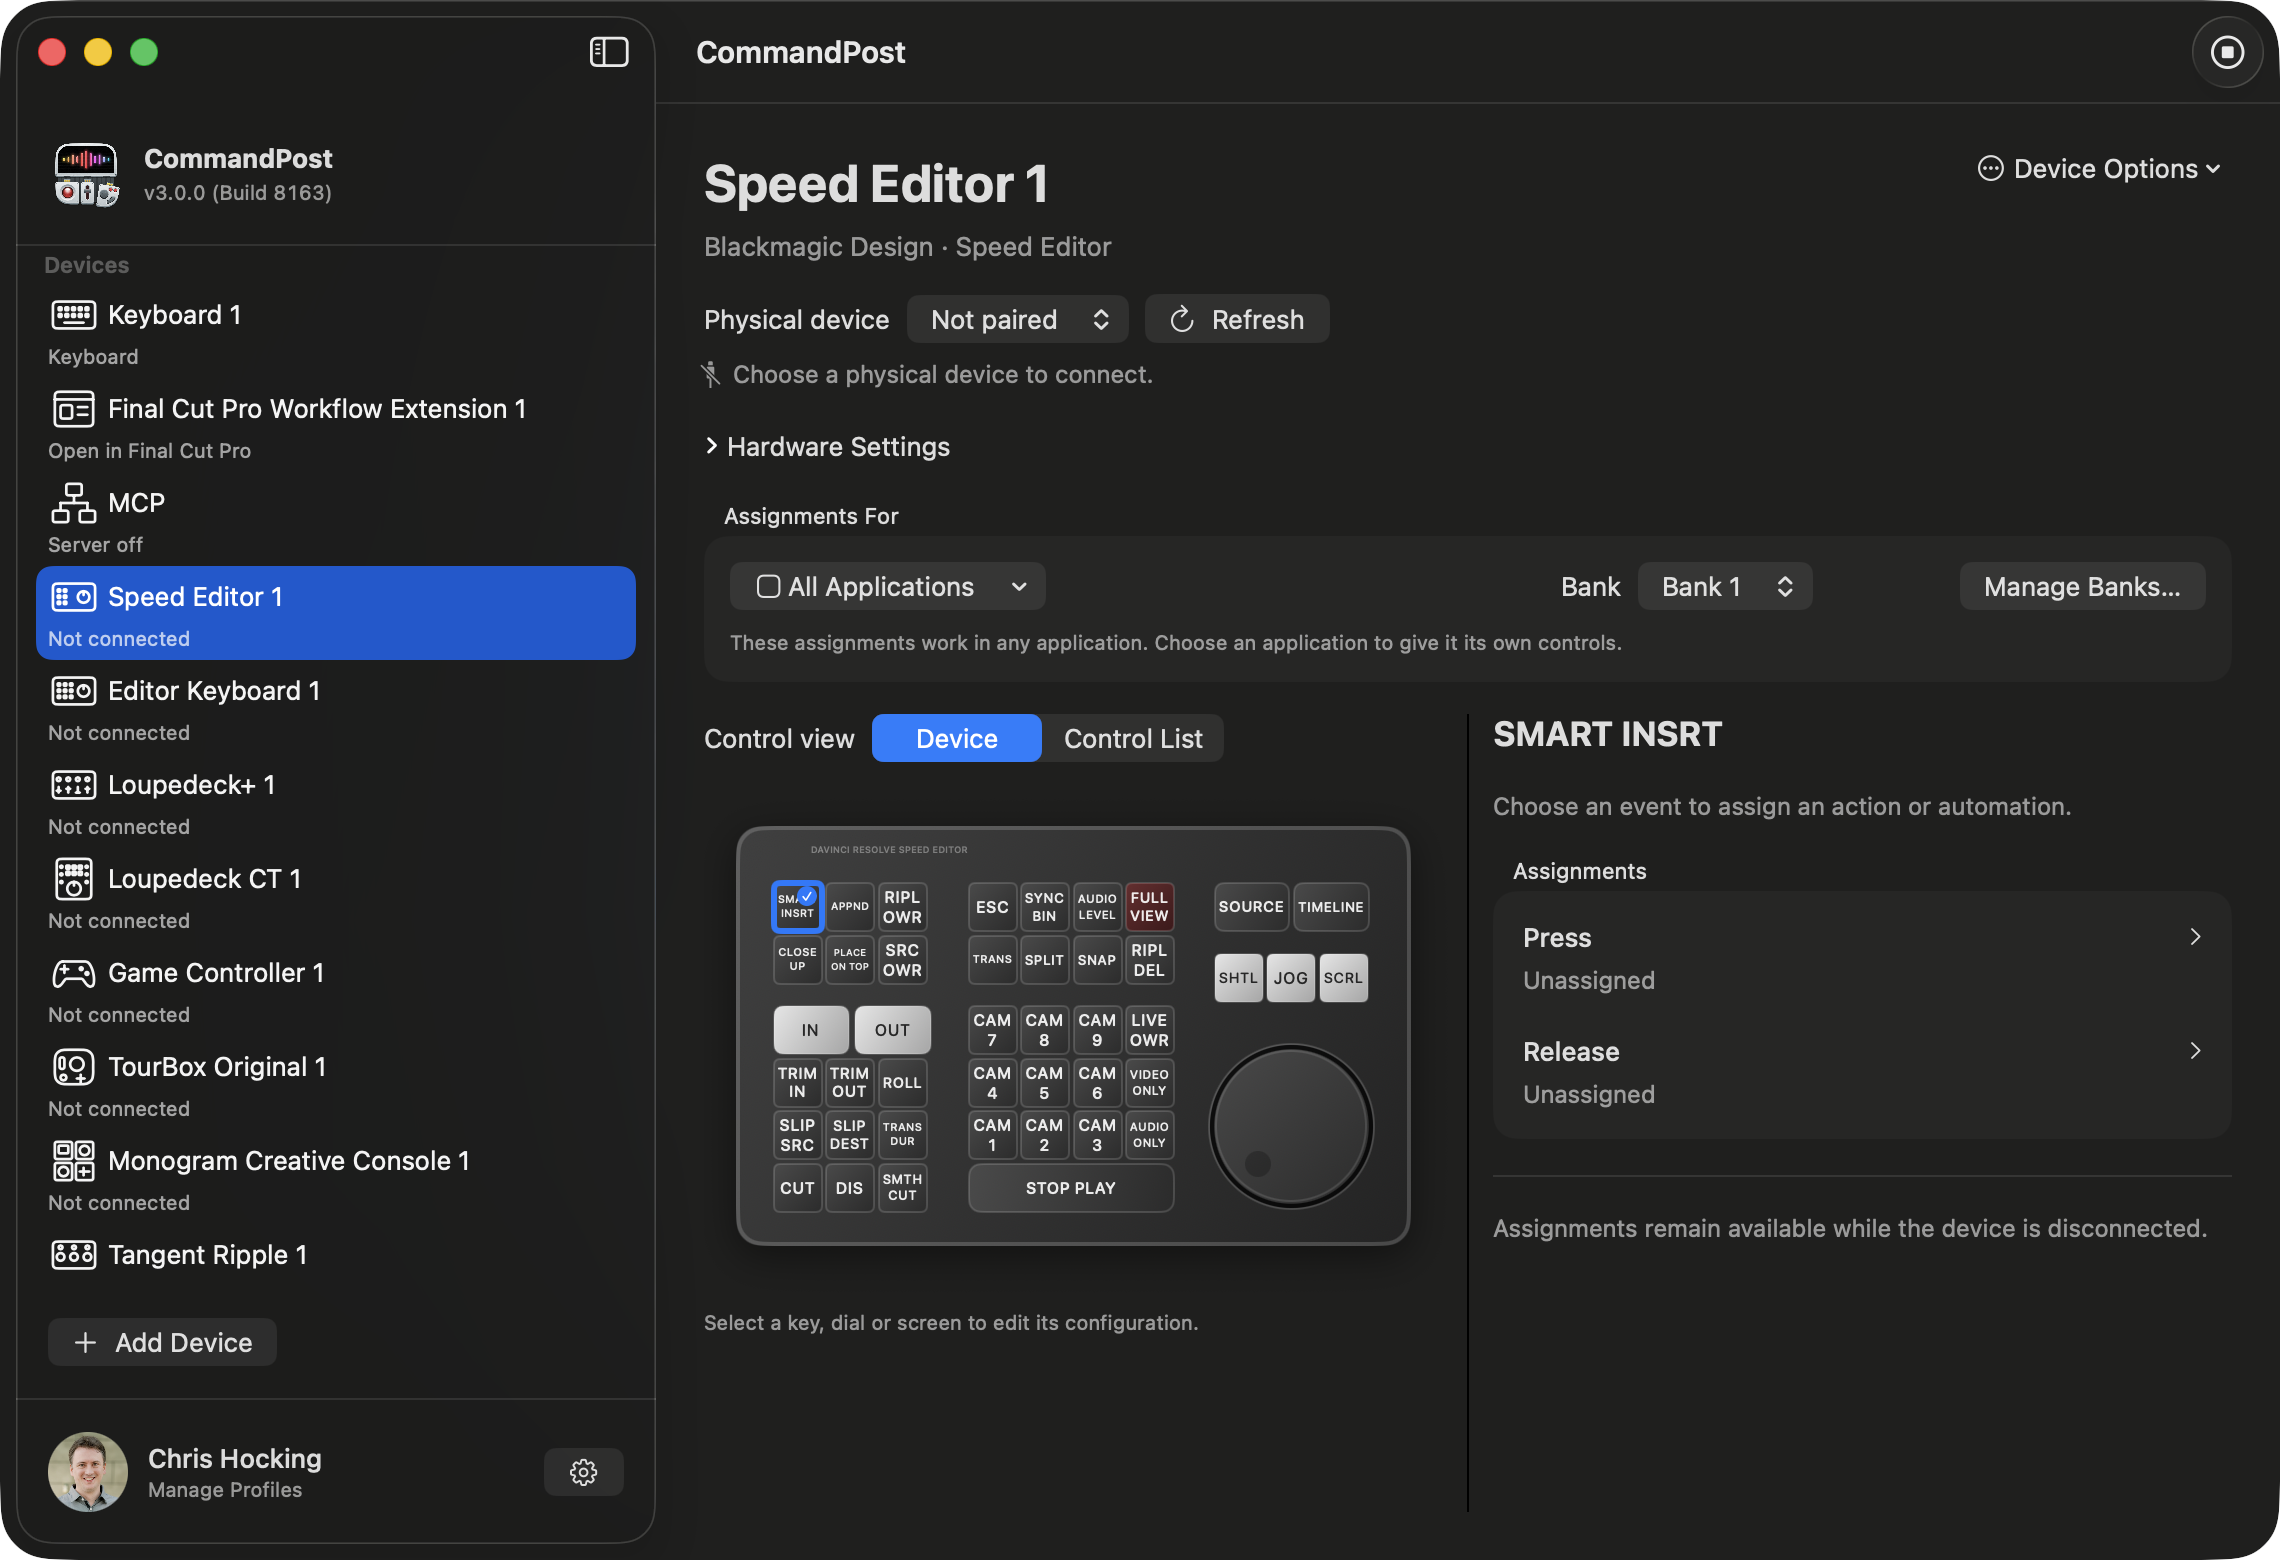 CommandPost
CommandPost
v3.0.0 (Build 8163)
Devices
Keyboard 1
Keyboard
Final Cut Pro Workflow Extension 1
Open in Final Cut Pro
MCP
Server off
Speed Editor 1
Not connected
Editor Keyboard 1
Not connected
Loupedeck+ 1
Not connected
Loupedeck CT 1
Not connected
Game Controller 1
Not connected
TourBox Original 1
Not connected
Monogram Creative Console 1
Not connected
Tangent Ripple 1
Add Device
Chris Hocking
Manage Profiles
Speed Editor 1
Device Options
Blackmagic Design · Speed Editor
Physical device Not paired Refresh
Choose a physical device to connect.
Hardware Settings
Assignments For
All Applications Bank Bank 1 Manage Banks...
These assignments work in any application. Choose an application to give it its own controls.
Control view Device Control List
DAVINCI RESOLVE SPEED EDITOR
INSRT
APPND
RIPL
OWR
ESC
SYNC
BIN
AUDIO
LEVEL
FULL
VIEW
SOURCE
TIMELINE
CLOSE
UP
PLACE
ON TOP
SRC
OWR
TRANS
SPLIT
SNAP
RIPL
DEL
SHTL
JOG
SCRL
IN
OUT
CAM
7
CAM
8
CAM
9
LIVE
OWR
TRIM
IN
TRIM
OUT
ROLL
CAM
4
CAM
5
CAM
6
VIDEO
ONLY
SLIP
SRC
SLIP
DEST
TRANS
DUR
CAM
1
CAM
2
CAM
3
AUDIO
ONLY
CUT
DIS
SMTH
CUT
STOP PLAY
Select a key, dial or screen to edit its configuration.
SMART INSRT
Choose an event to assign an action or automation.
Assignments
Press
Unassigned
Release
Unassigned
Assignments remain available while the device is disconnected.